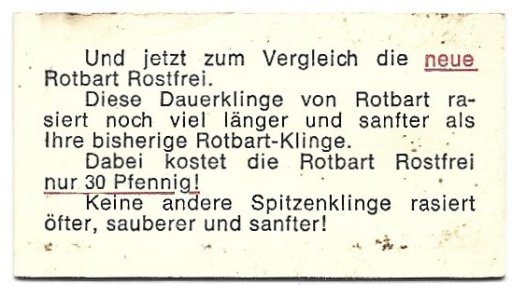 Und jetzt zum Vergleich die neue
Rotbart Rostfrei.
Diese Dauerklinge von Rotbart ra-
siert noch viel länger und sanfter als
Ihre bisherige Rotbart-Klinge.
Dabei kostet die Rotbart Rostfrei
nur 30 Pfennig!
Keine andere Spitzenklinge rasiert
öfter, sauberer und sanfter!